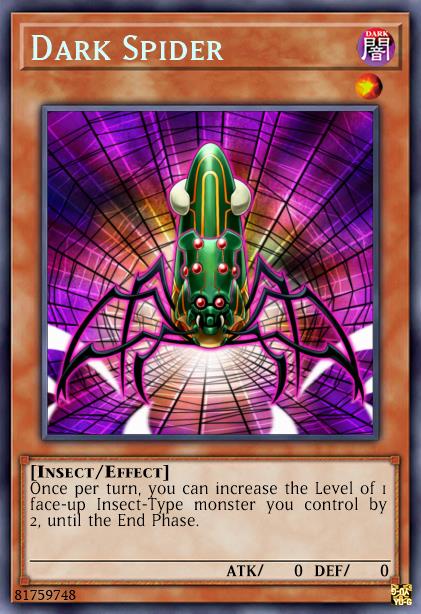 Dark Spider
DARK
闇
[Insect/Effect]
Once per turn, you can increase the Level of 1
face-up Insect-Type monster you control by
2, until the End Phase.
ATK/ 0 DEF/ 0
81759748